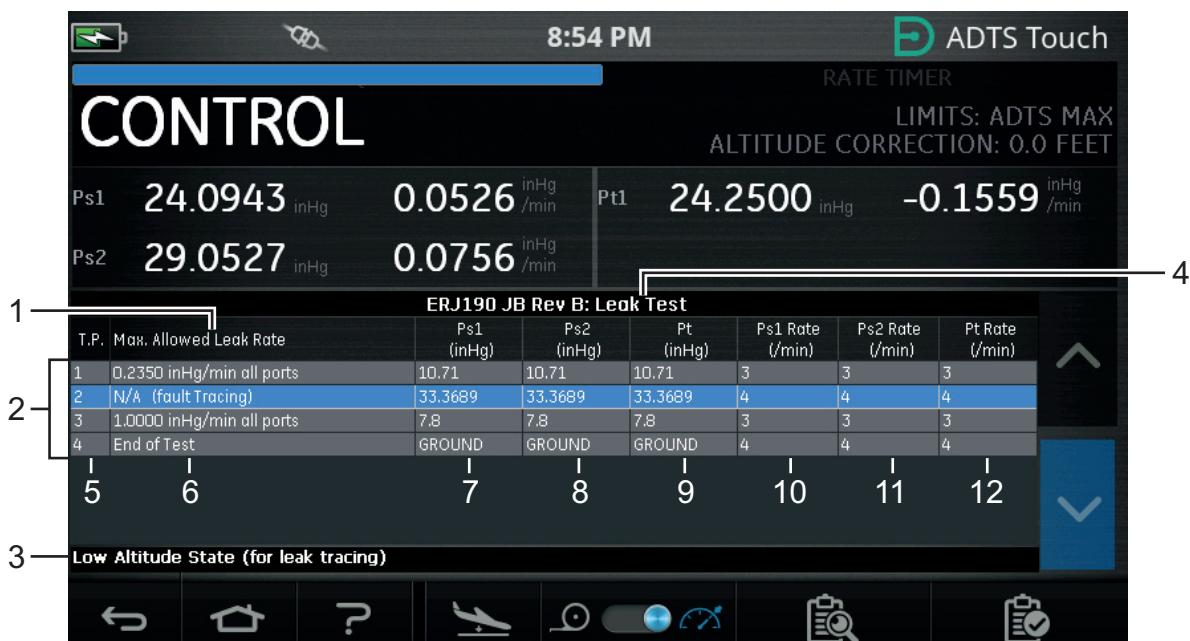 8:54 PM ADTS Touch
RATE TIMER
CONTROL
LIMITS: ADTS MAX
ALTITUDE CORRECTION: 0.0 FEET
Ps1 24.0943 inHg 0.0526 inHg/min Pt1 24.2500 inHg -0.1559 inHg/min
Ps2 29.0527 inHg 0.0756 inHg/min
4
ERJ190 JB Rev B: Leak Test
1
T.P. Max. Allowed Leak Rate Ps1 (inHg) Ps2 (inHg) Pt (inHg) Ps1 Rate (/min) Ps2 Rate (/min) Pt Rate (/min)
1 0.2350 inHg/min all ports 10.71 10.71 10.71 3 3 3
2 N/A (fault Tracing) 33.3689 33.3689 33.3689 4 4 4
2
3 1.0000 inHg/min all ports 7.8 7.8 7.8 3 3 3
4 End of Test GROUND GROUND GROUND 4 4 4
5 6 7 8 9 10 11 12
3
Low Altitude State (for leak tracing)
?